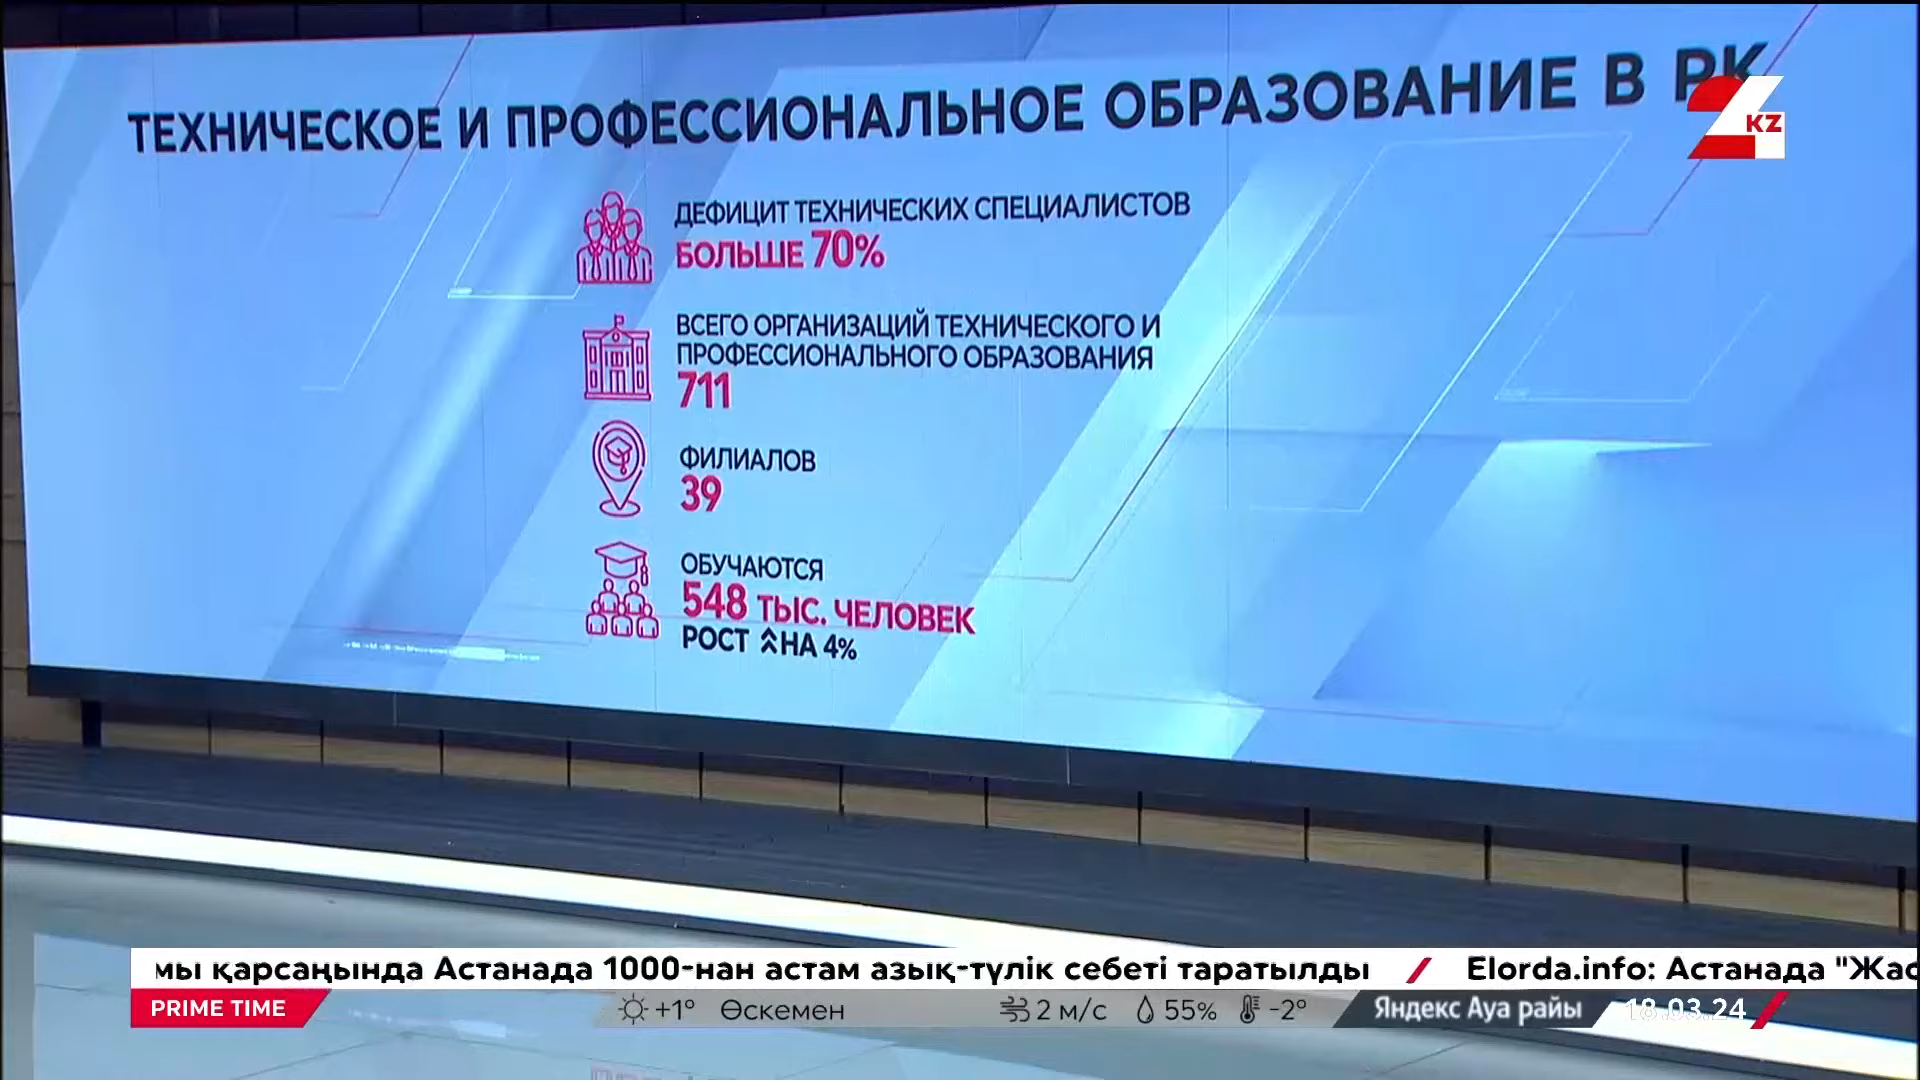 ТЕХНИЧЕСКОЕ И ПРОФЕССИОНАЛЬНОЕ ОБРАЗОВАНИЕ В РК
24 KZ
ДЕФИЦИТ ТЕХНИЧЕСКИХ СПЕЦИАЛИСТОВ
БОЛЬШЕ 70%
ВСЕГО ОРГАНИЗАЦИЙ ТЕХНИЧЕСКОГО И
ПРОФЕССИОНАЛЬНОГО ОБРАЗОВАНИЯ
711
ФИЛИАЛОВ
39
ОБУЧАЮТСЯ
548 ТЫС. ЧЕЛОВЕК
РОСТ НА 4%
мы қарсаңында Астанада 1000-нан астам азық-түлік себеті таратылды / Elorda.info: Астанада "Жас
PRIME TIME +1° Өскемен 2 м/с 55% -2° Яндекс Ауа райы 18.03.24